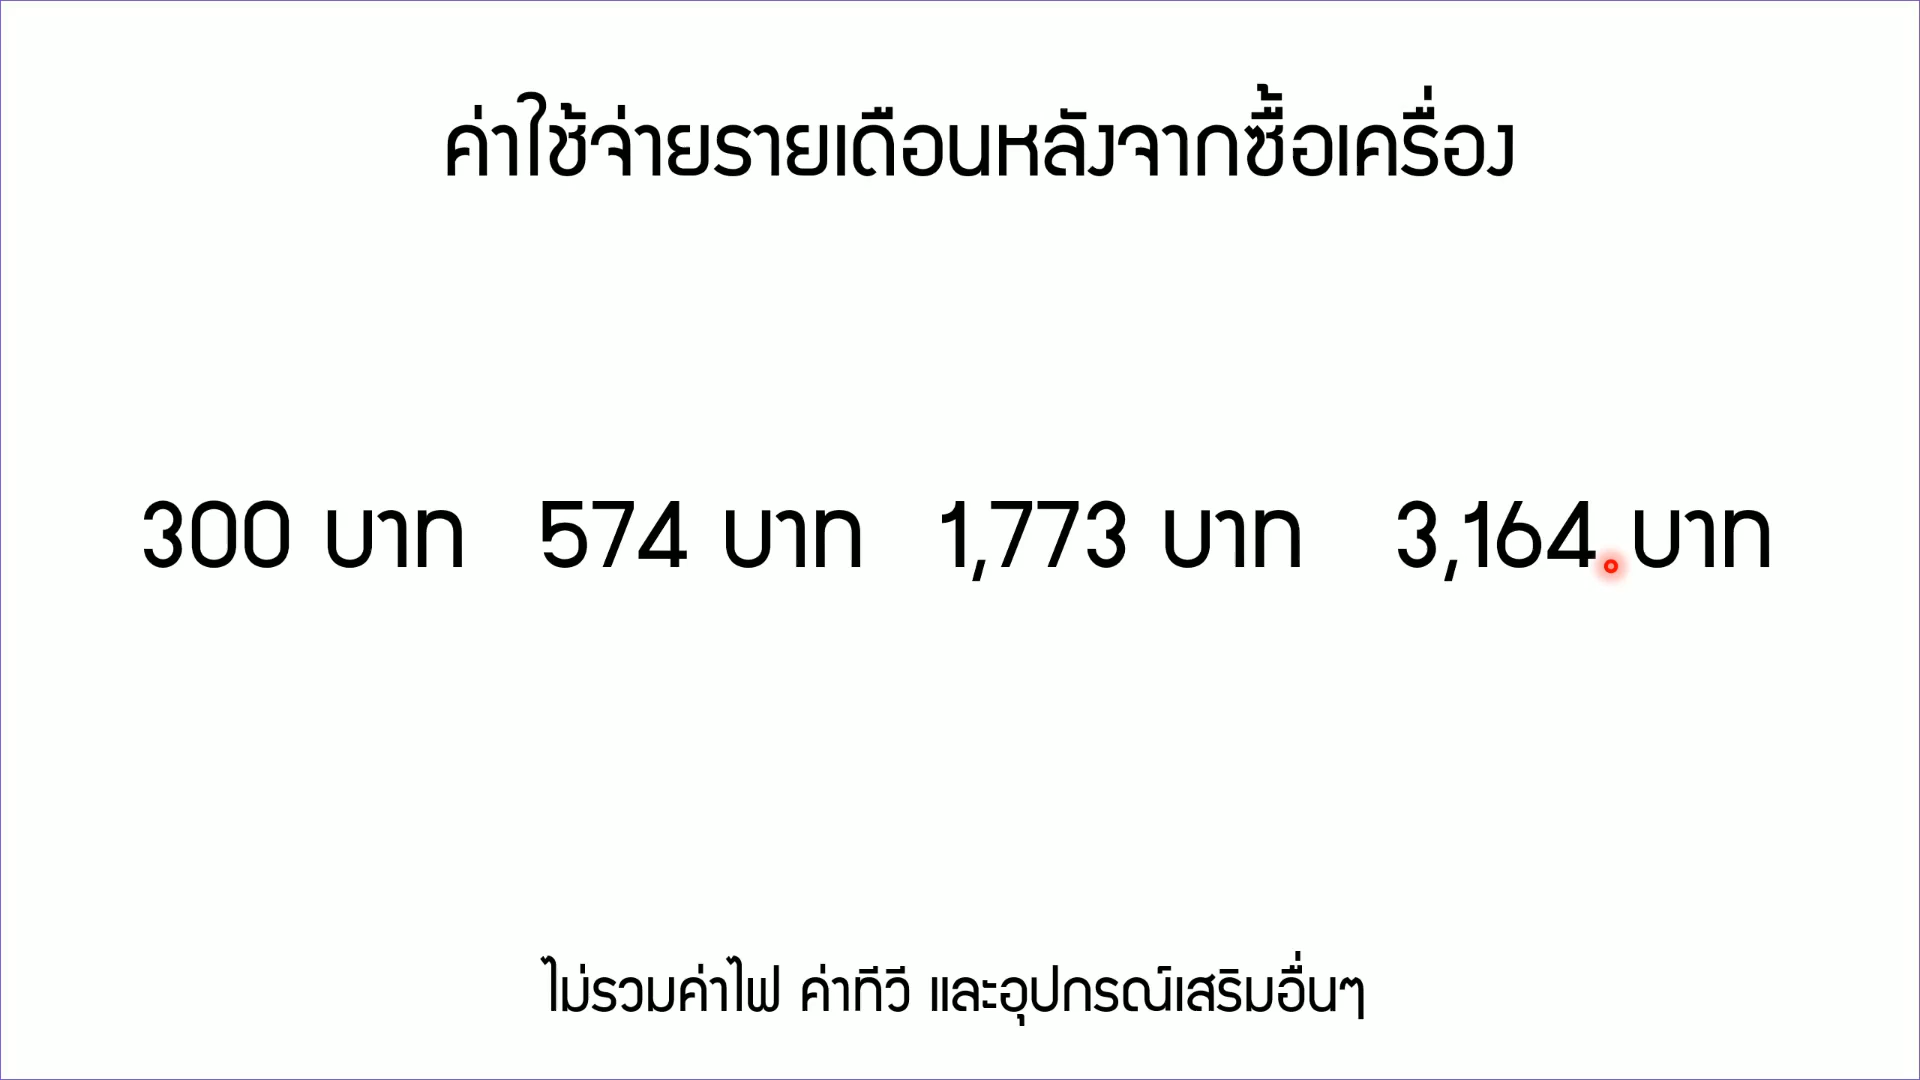 ค่าใช้จ่ายรายเดือนหลังจากซื้อเครื่อง
300 บาท 574 บาท 1,773 บาท 3,164 บาท
ไม่รวมค่าไฟ ค่าทีวี และอุปกรณ์เสริมอื่นๆ